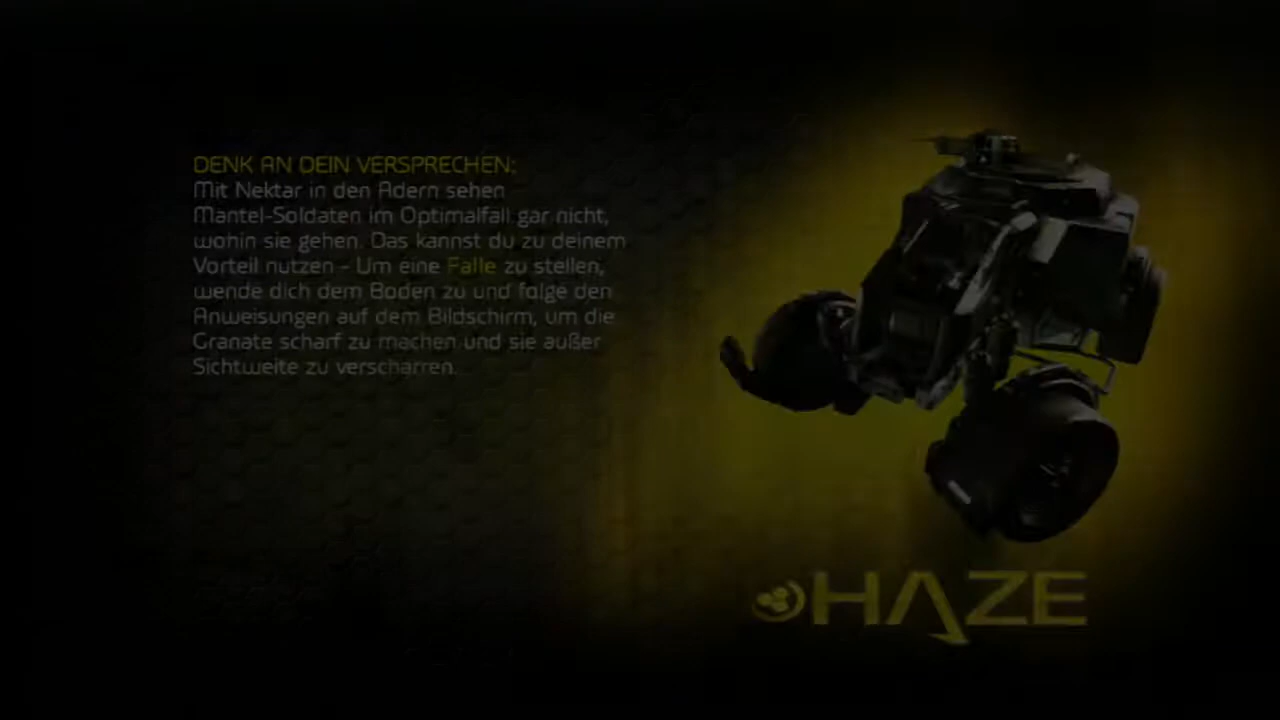 DENK AN DEIN VERSPRECHEN:
Mit Nektar in den Adern sehen
Mantel-Soldaten im Optimalfall gar nicht,
wohin sie gehen. Das kannst du zu deinem
Vorteil nutzen - Um eine Falle zu stellen,
wende dich dem Boden zu und folge den
Anweisungen auf dem Bildschirm, um die
Granate scharf zu machen und sie außer
Sichtweite zu verscharren.
HAZE